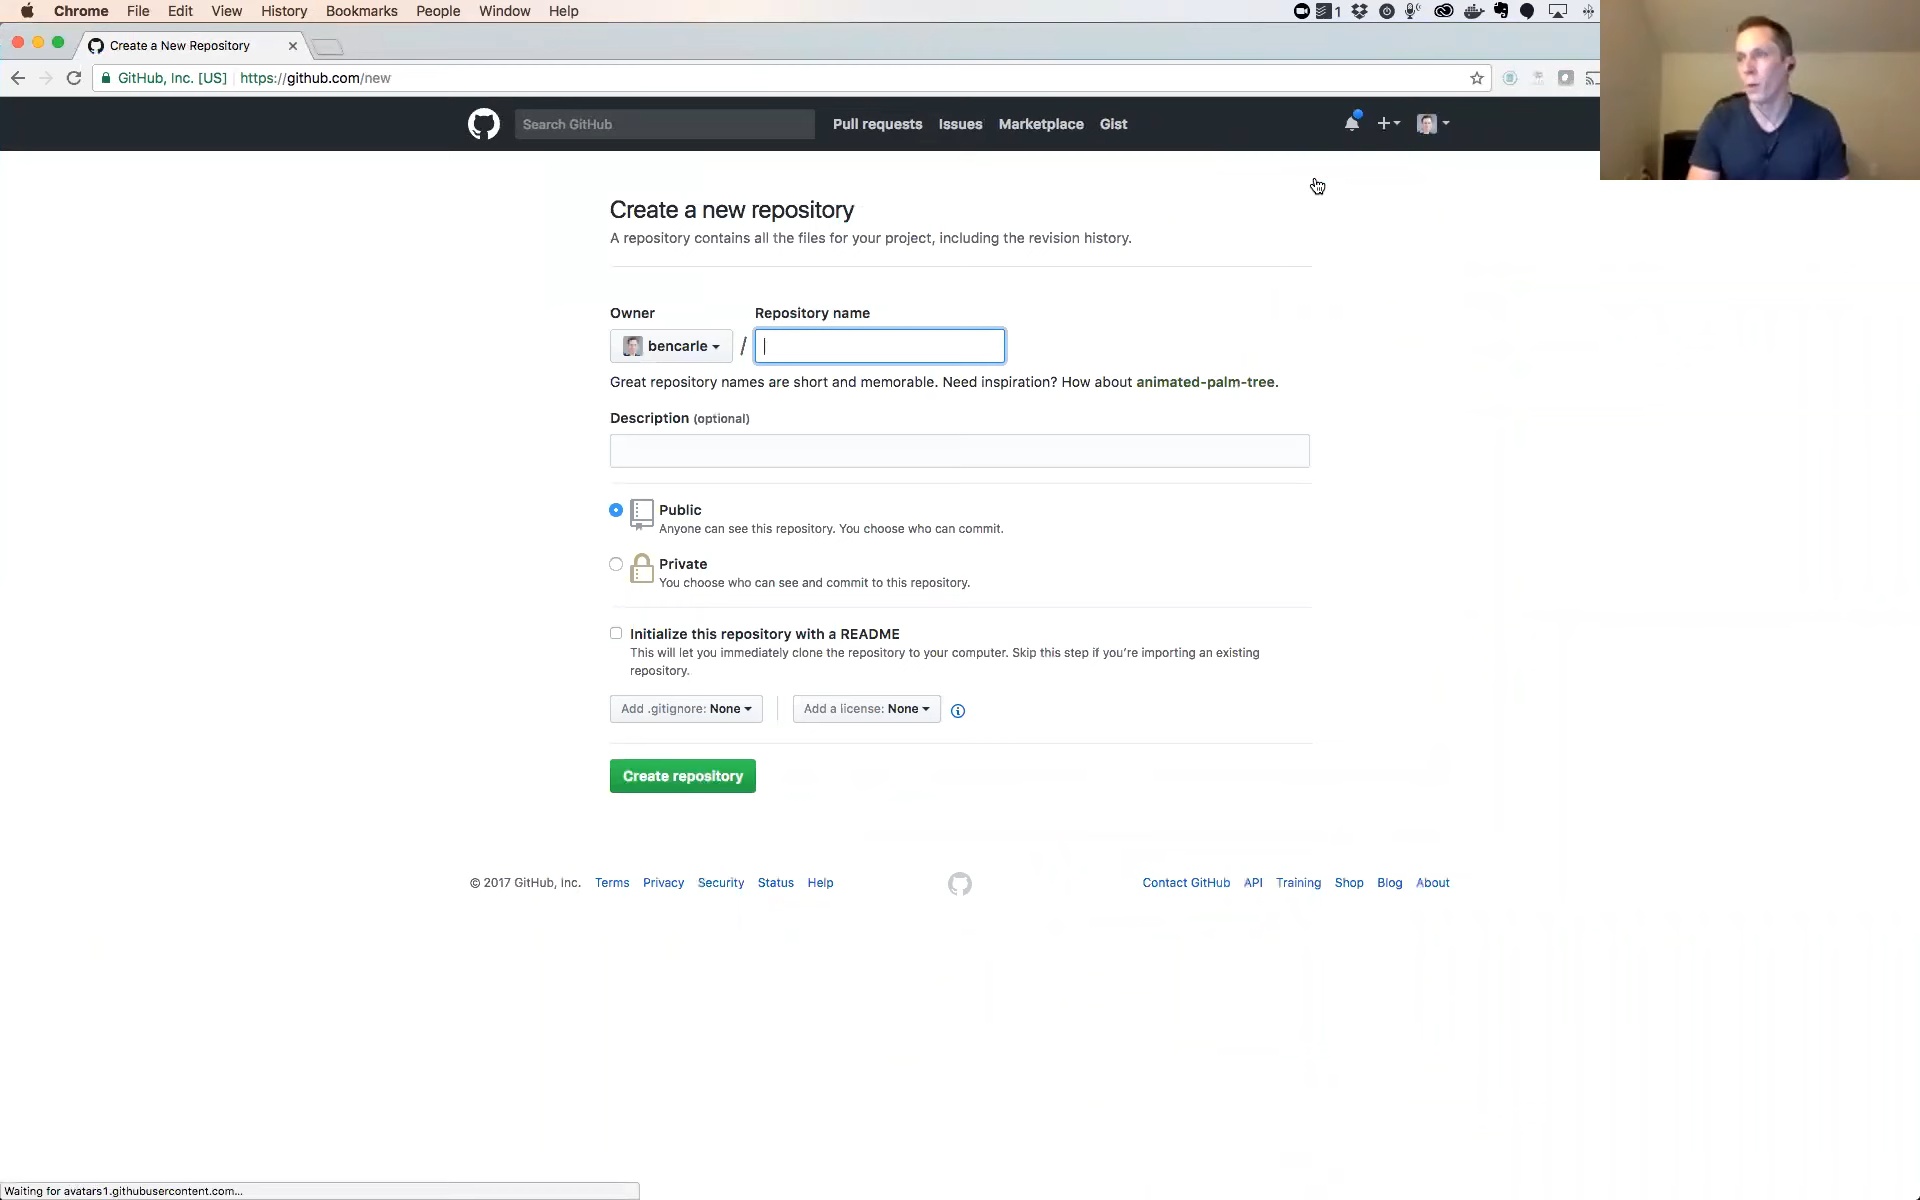 Chrome File Edit View History Bookmarks People Window Help
1
Create a New Repository
GitHub, Inc. [US] https://github.com/new
Search GitHub Pull requests Issues Marketplace Gist
Create a new repository
A repository contains all the files for your project, including the revision history.
Owner Repository name
bencarle /
Great repository names are short and memorable. Need inspiration? How about animated-palm-tree.
Description (optional)
Public
Anyone can see this repository. You choose who can commit.
Private
You choose who can see and commit to this repository.
Initialize this repository with a README
This will let you immediately clone the repository to your computer. Skip this step if you're importing an existing
repository.
Add .gitignore: None Add a license: None
Create repository
© 2017 GitHub, Inc. Terms Privacy Security Status Help Contact GitHub API Training Shop Blog About
Waiting for avatars1.githubusercontent.com...